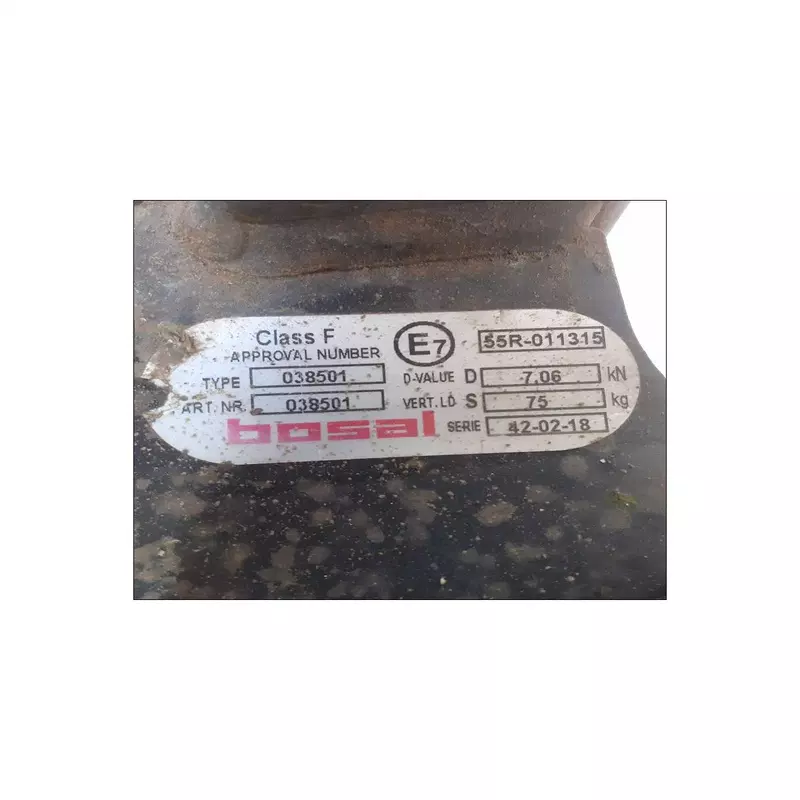 Class F E7 55R-011315
APPROVAL NUMBER
TYPE 038501 D-VALUE D 7.06 kN
ART. NR. 038501 VERT. LD S 75 kg
bosal SERIE 42-02-18